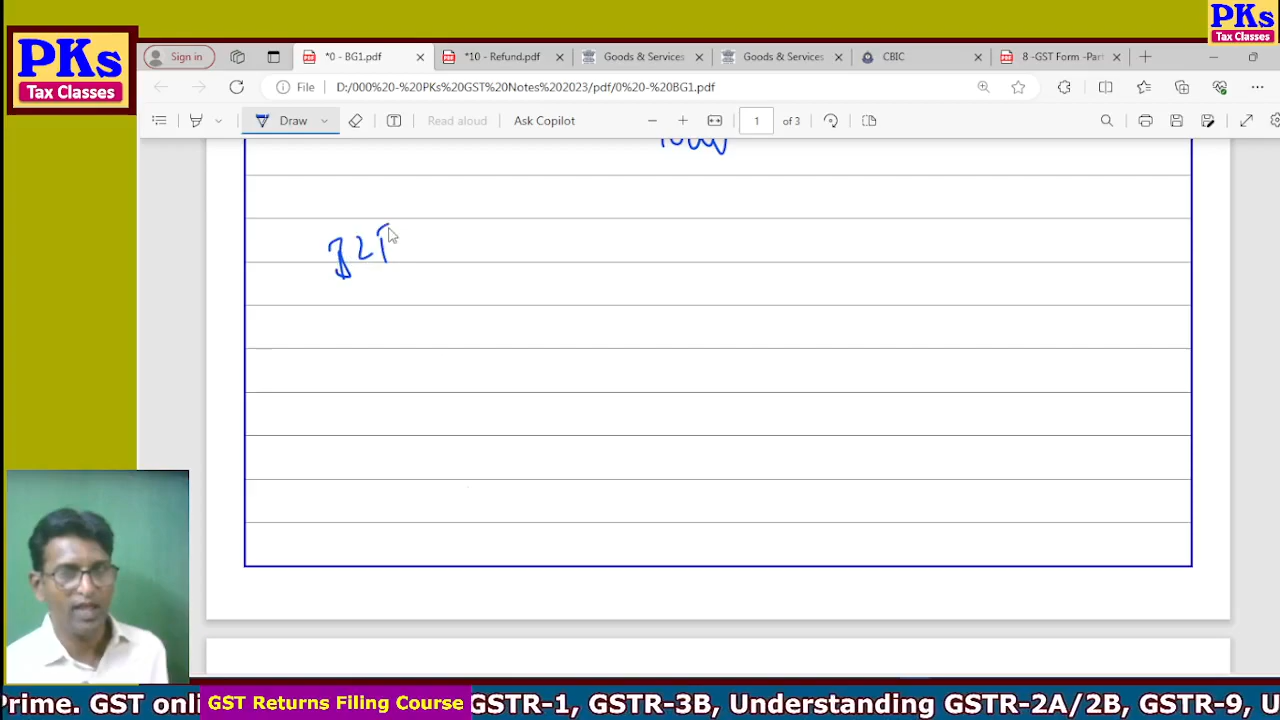 PKs
Tax Classes
PKs
Tax Classes
Sign in
*0 - BG1.pdf
*10 - Refund.pdf
Goods & Services
Goods & Services
CBIC
8 -GST Form -Part
File
D:/000%20-%20PKs%20GST%20Notes%202023/pdf/0%20-%20BG1.pdf
Draw
Read aloud
Ask Copilot
1
of 3
Prime. GST onli
GST Returns Filing Course
GSTR-1, GSTR-3B, Understanding GSTR-2A/2B, GSTR-9, U